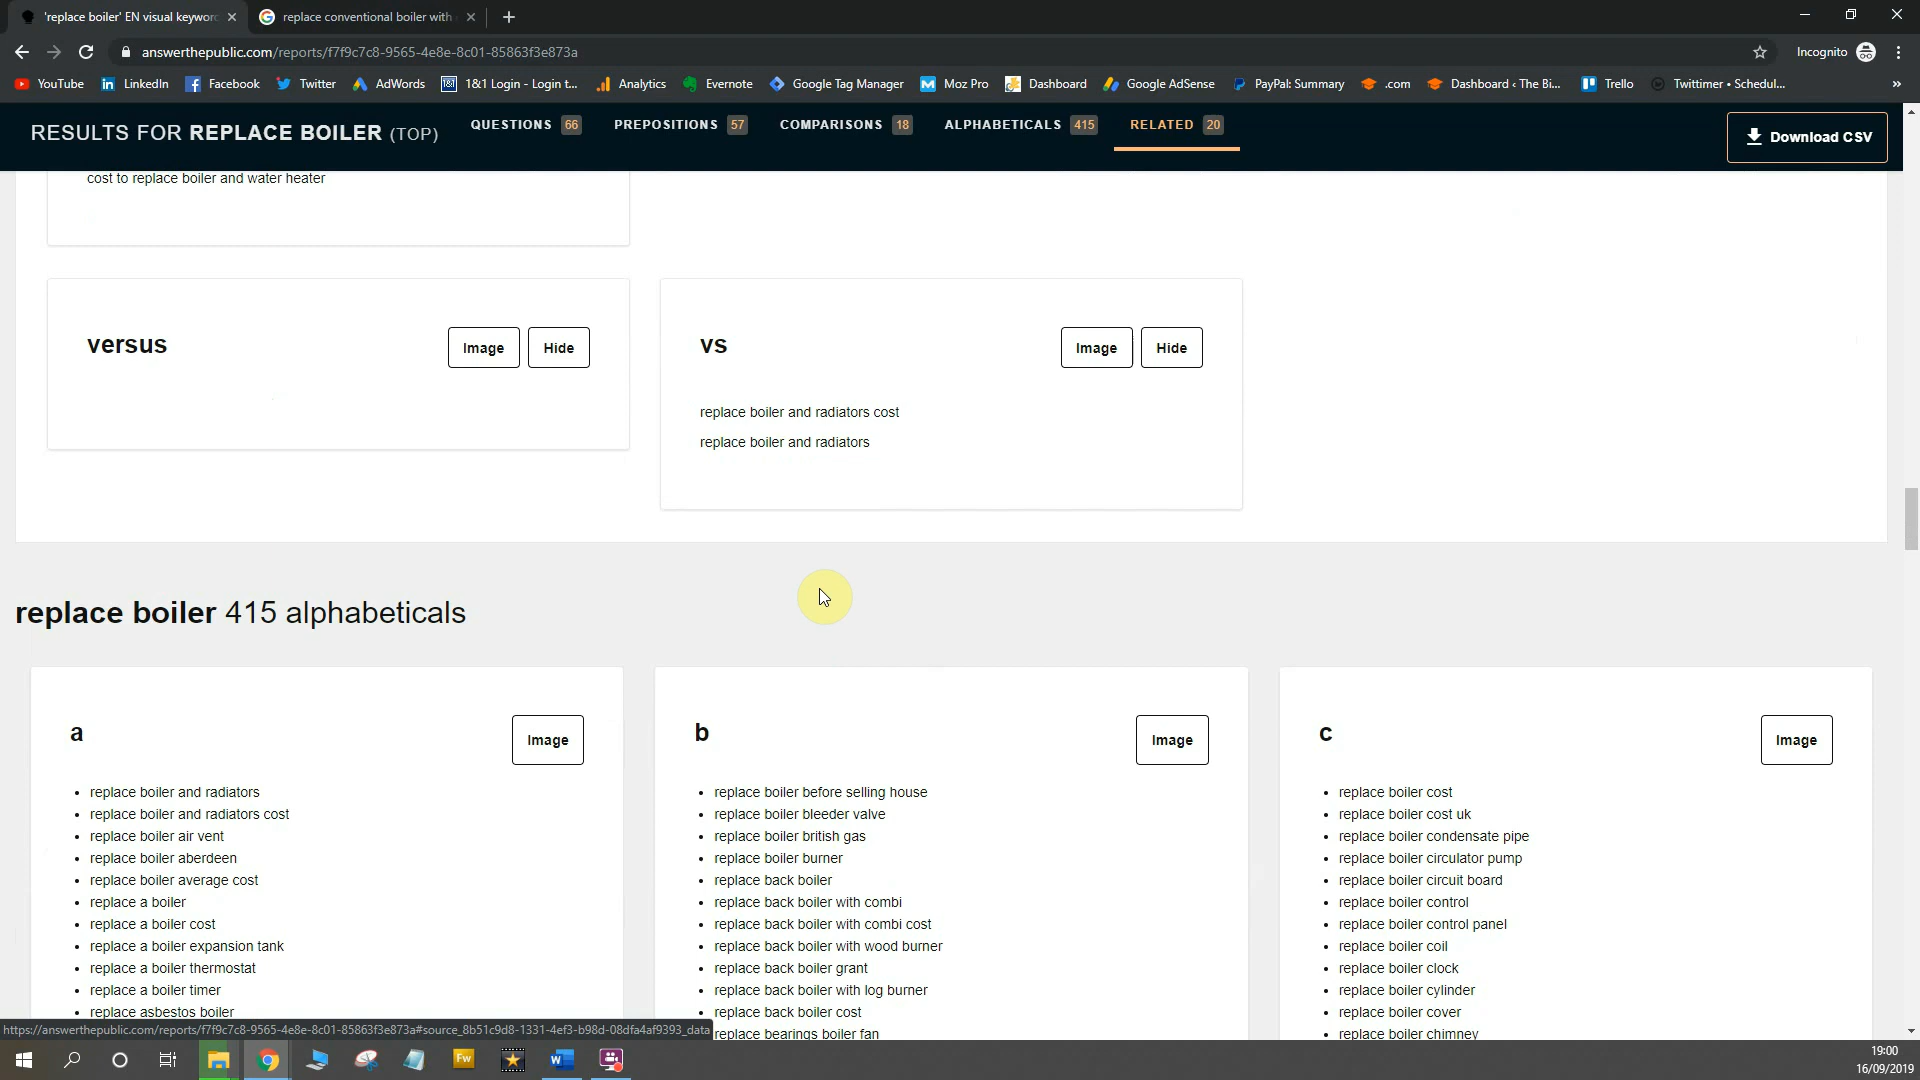 'replace boiler' EN visual keywor
replace conventional boiler with
answerthepublic.com/reports/f7f9c7c8-9565-4e8e-8c01-85863f3e873a
Incognito
YouTube
LinkedIn
Facebook
Twitter
AdWords
1&1 Login - Login t...
Analytics
Evernote
Google Tag Manager
Moz Pro
Dashboard
Google AdSense
PayPal: Summary
.com
Dashboard ‹ The Bi...
Trello
Twittimer • Schedul...
»
RESULTS FOR REPLACE BOILER (TOP)
QUESTIONS 66
PREPOSITIONS 57
COMPARISONS 18
ALPHABETICALS 415
RELATED 20
Download CSV
cost to replace boiler and water heater
versus
Image
Hide
vs
Image
Hide
replace boiler and radiators cost
replace boiler and radiators
replace boiler 415 alphabeticals
a
Image
• replace boiler and radiators
• replace boiler and radiators cost
• replace boiler air vent
• replace boiler aberdeen
• replace boiler average cost
• replace a boiler
• replace a boiler cost
• replace a boiler expansion tank
• replace a boiler thermostat
• replace a boiler timer
• replace asbestos boiler
b
Image
• replace boiler before selling house
• replace boiler bleeder valve
• replace boiler british gas
• replace boiler burner
• replace back boiler
• replace back boiler with combi
• replace back boiler with combi cost
• replace back boiler with wood burner
• replace back boiler grant
• replace back boiler with log burner
• replace back boiler cost
replace bearings boiler fan
c
Image
• replace boiler cost
• replace boiler cost uk
• replace boiler condensate pipe
• replace boiler circulator pump
• replace boiler circuit board
• replace boiler control
• replace boiler control panel
• replace boiler coil
• replace boiler clock
• replace boiler cylinder
• replace boiler cover
• replace boiler chimney
https://answerthepublic.com/reports/f7f9c7c8-9565-4e8e-8c01-85863f3e873a#source_8b51c9d8-1331-4ef3-b98d-08dfa4af9393_data
Fw
W
19:00
16/09/2019